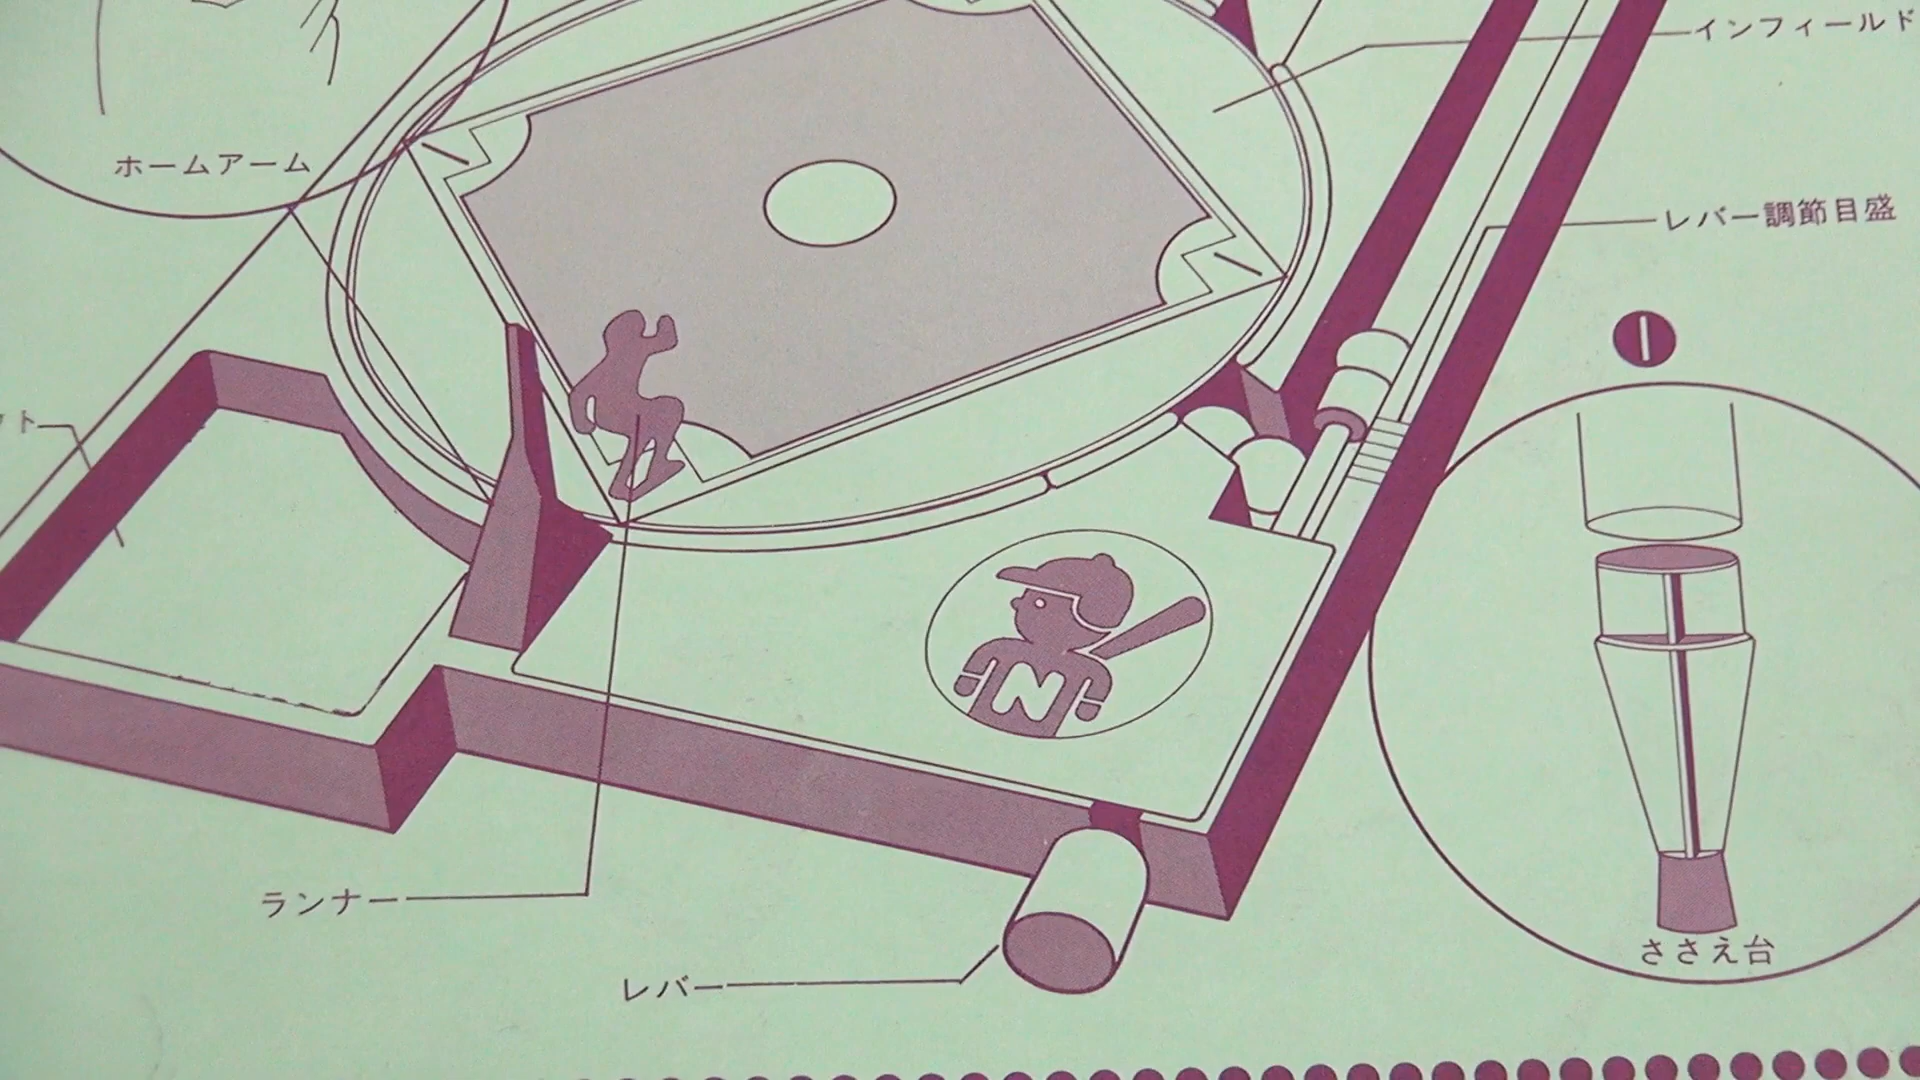 インフィールド
ホームアーム
レバー調節目盛
ト
N
ランナー
ささえ台
レバー